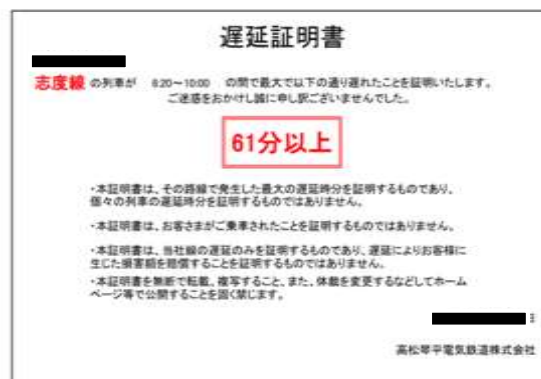 遅延証明書
志度線 の列車が 6:20～10:00 の間で最大で以下の通り遅れたことを証明いたします。
ご迷惑をおかけし誠に申し訳ございませんでした。
61分以上
・本証明書は、その路線で発生した最大の遅延時分を証明するものであり、
個々の列車の遅延時分を証明するものではありません。
・本証明書は、お客さまがご乗車されたことを証明するものではありません。
・本証明書は、当社線の遅延のみを証明するものであり、遅延によりお客様に
生じた損害額を賠償することを証明するものではありません。
・本証明書を無断で転載、複写すること、また、体裁を変更するなどしてホーム
ページ等で公開することを固く禁じます。
高松琴平電気鉄道株式会社